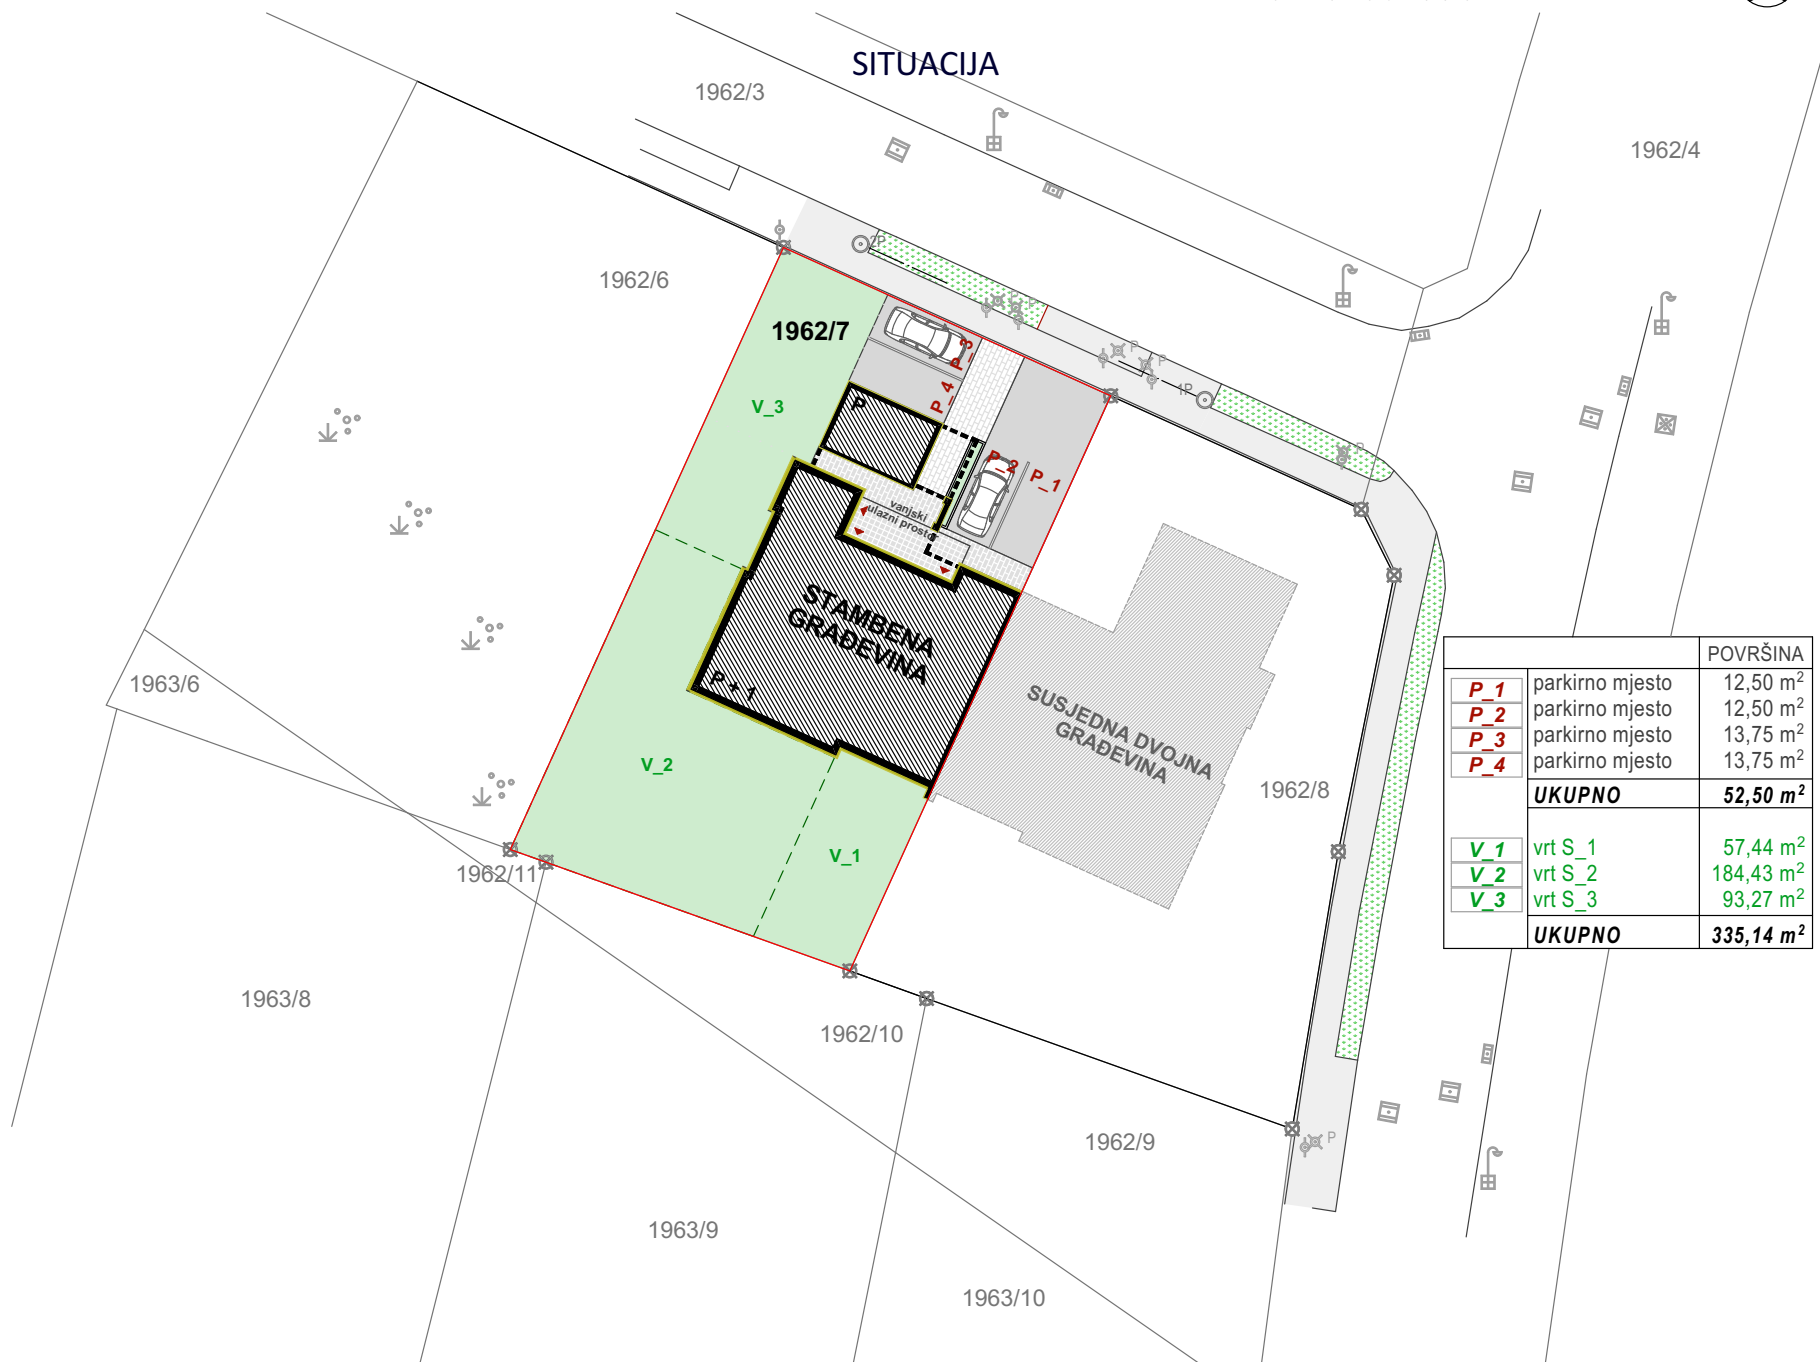 SITUACIJA
1962/3
1962/4
1962/6
2P
P
P
1962/7
P_3
P
P
1P
P_4
V_3
P
P
P_2
P_1
vanjski
ulazni prostor
STAMBENA
GRAĐEVINA
P + 1
SUSJEDNA DVOJNA
GRAĐEVINA
1963/6
V_2
1962/8
V_1
1962/11
1963/8
1962/10
1962/9
P
1963/9
1963/10
POVRŠINA
P_1 parkirno mjesto 12,50 m²
P_2 parkirno mjesto 12,50 m²
P_3 parkirno mjesto 13,75 m²
P_4 parkirno mjesto 13,75 m²
UKUPNO 52,50 m²
V_1 vrt S_1 57,44 m²
V_2 vrt S_2 184,43 m²
V_3 vrt S_3 93,27 m²
UKUPNO 335,14 m²